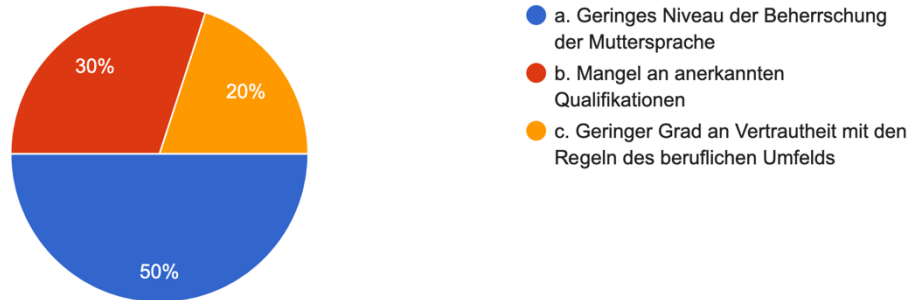 30%
20%
50%
a. Geringes Niveau der Beherrschung
der Muttersprache
b. Mangel an anerkannten
Qualifikationen
c. Geringer Grad an Vertrautheit mit den
Regeln des beruflichen Umfelds